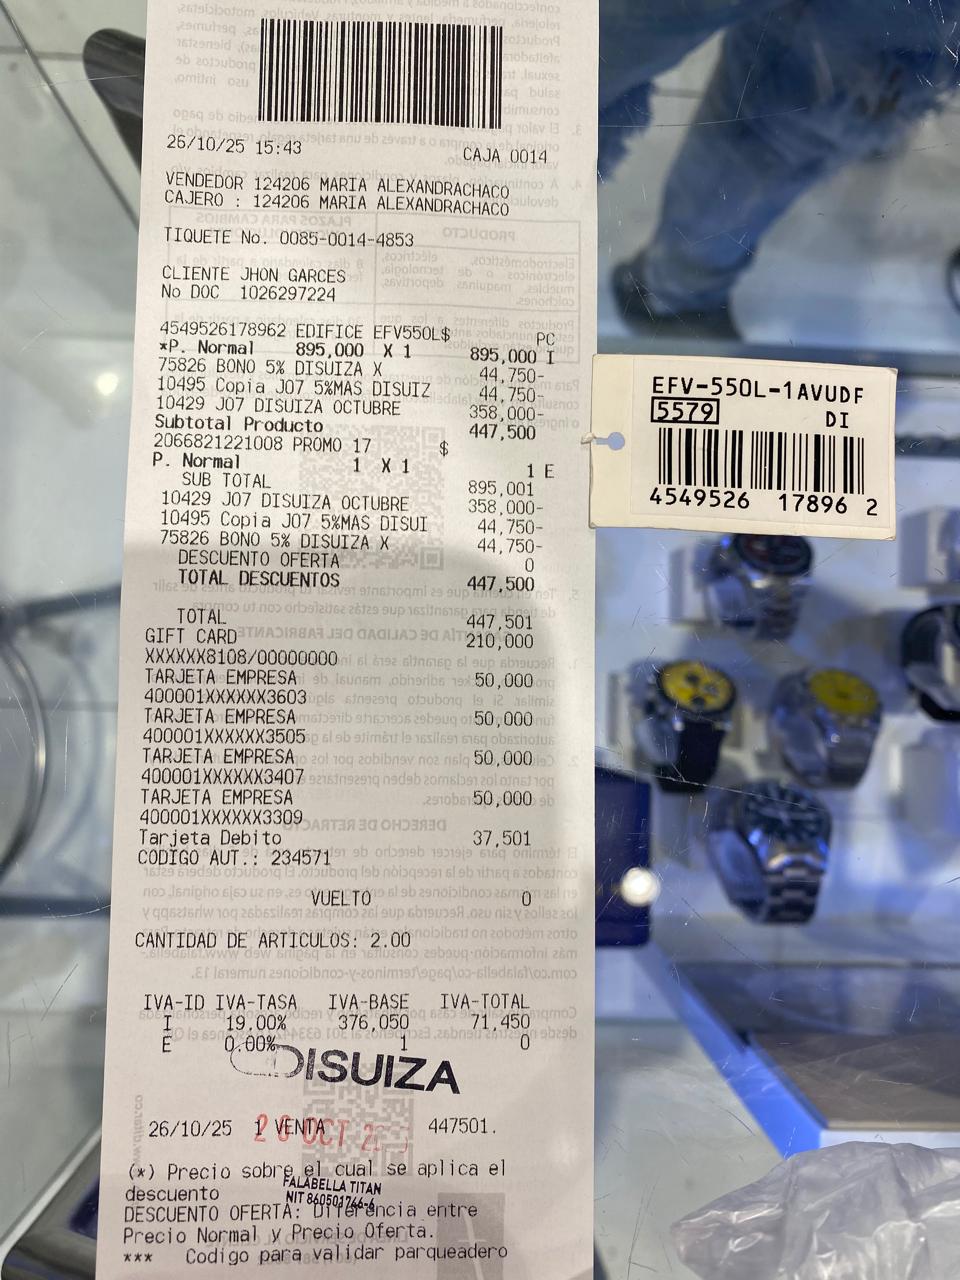 26/10/25 15:43 CAJA 0014
VENDEDOR 124206 MARIA ALEXANDRACHACO
CAJERO : 124206 MARIA ALEXANDRACHACO
TIQUETE No. 0085-0014-4853
CLIENTE JHON GARCES
No DOC 1026297224
4549526178962 EDIFICE EFV550L$ PC
*P. Normal 895,000 X 1 895,000 I
75826 BONO 5% DISUIZA X 44,750-
10495 Copia J07 5%MAS DISUIZ 44,750-
10429 J07 DISUIZA OCTUBRE 358,000-
Subtotal Producto 447,500
2066821221008 PROMO 17 $
P. Normal 1 X 1 1 E
SUB TOTAL 895,001
10429 J07 DISUIZA OCTUBRE 358,000-
10495 Copia J07 5%MAS DISUI 44,750-
75826 BONO 5% DISUIZA X 44,750-
DESCUENTO OFERTA 0
TOTAL DESCUENTOS 447,500
TOTAL 447,501
GIFT CARD 210,000
XXXXXX8108/00000000
TARJETA EMPRESA 50,000
400001XXXXXX3603
TARJETA EMPRESA 50,000
400001XXXXXX3505
TARJETA EMPRESA 50,000
400001XXXXXX3407
TARJETA EMPRESA 50,000
400001XXXXXX3309
Tarjeta Debito 37,501
CODIGO AUT.: 234571
VUELTO 0
CANTIDAD DE ARTICULOS: 2.00
IVA-ID IVA-TASA IVA-BASE IVA-TOTAL
I 19.00% 376,050 71,450
E 0.00% 1 0
DISUIZA
26/10/25 1 VENTA 447501.
26 OCT
(*) Precio sobre el cual se aplica el
descuento
FALABELLA TITAN
NIT 860501766-6
DESCUENTO OFERTA: Diferencia entre
Precio Normal y Precio Oferta.
*** Codigo para validar parqueadero
EFV-550L-1AVUDF
5579 DI
4549526 17896 2